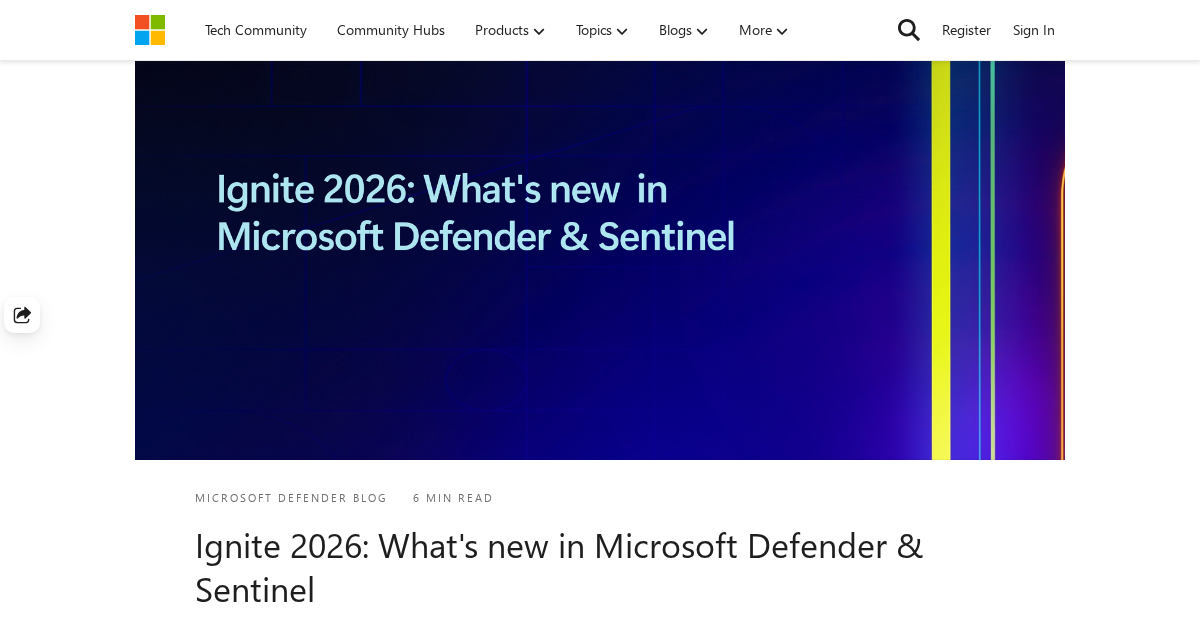 Tech Community Community Hubs Products Topics Blogs More Register Sign In
Ignite 2026: What's new in
Microsoft Defender & Sentinel
MICROSOFT DEFENDER BLOG 6 MIN READ
Ignite 2026: What's new in Microsoft Defender &
Sentinel